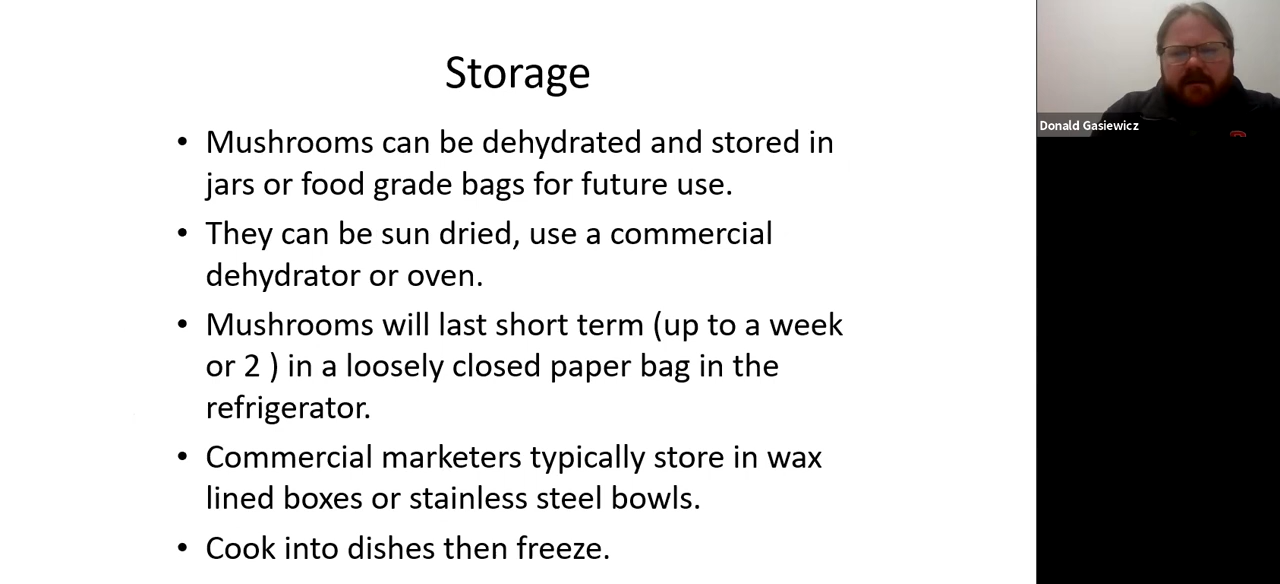 Storage
• Mushrooms can be dehydrated and stored in
jars or food grade bags for future use.
• They can be sun dried, use a commercial
dehydrator or oven.
• Mushrooms will last short term (up to a week
or 2 ) in a loosely closed paper bag in the
refrigerator.
• Commercial marketers typically store in wax
lined boxes or stainless steel bowls.
• Cook into dishes then freeze.
Donald Gasiewicz